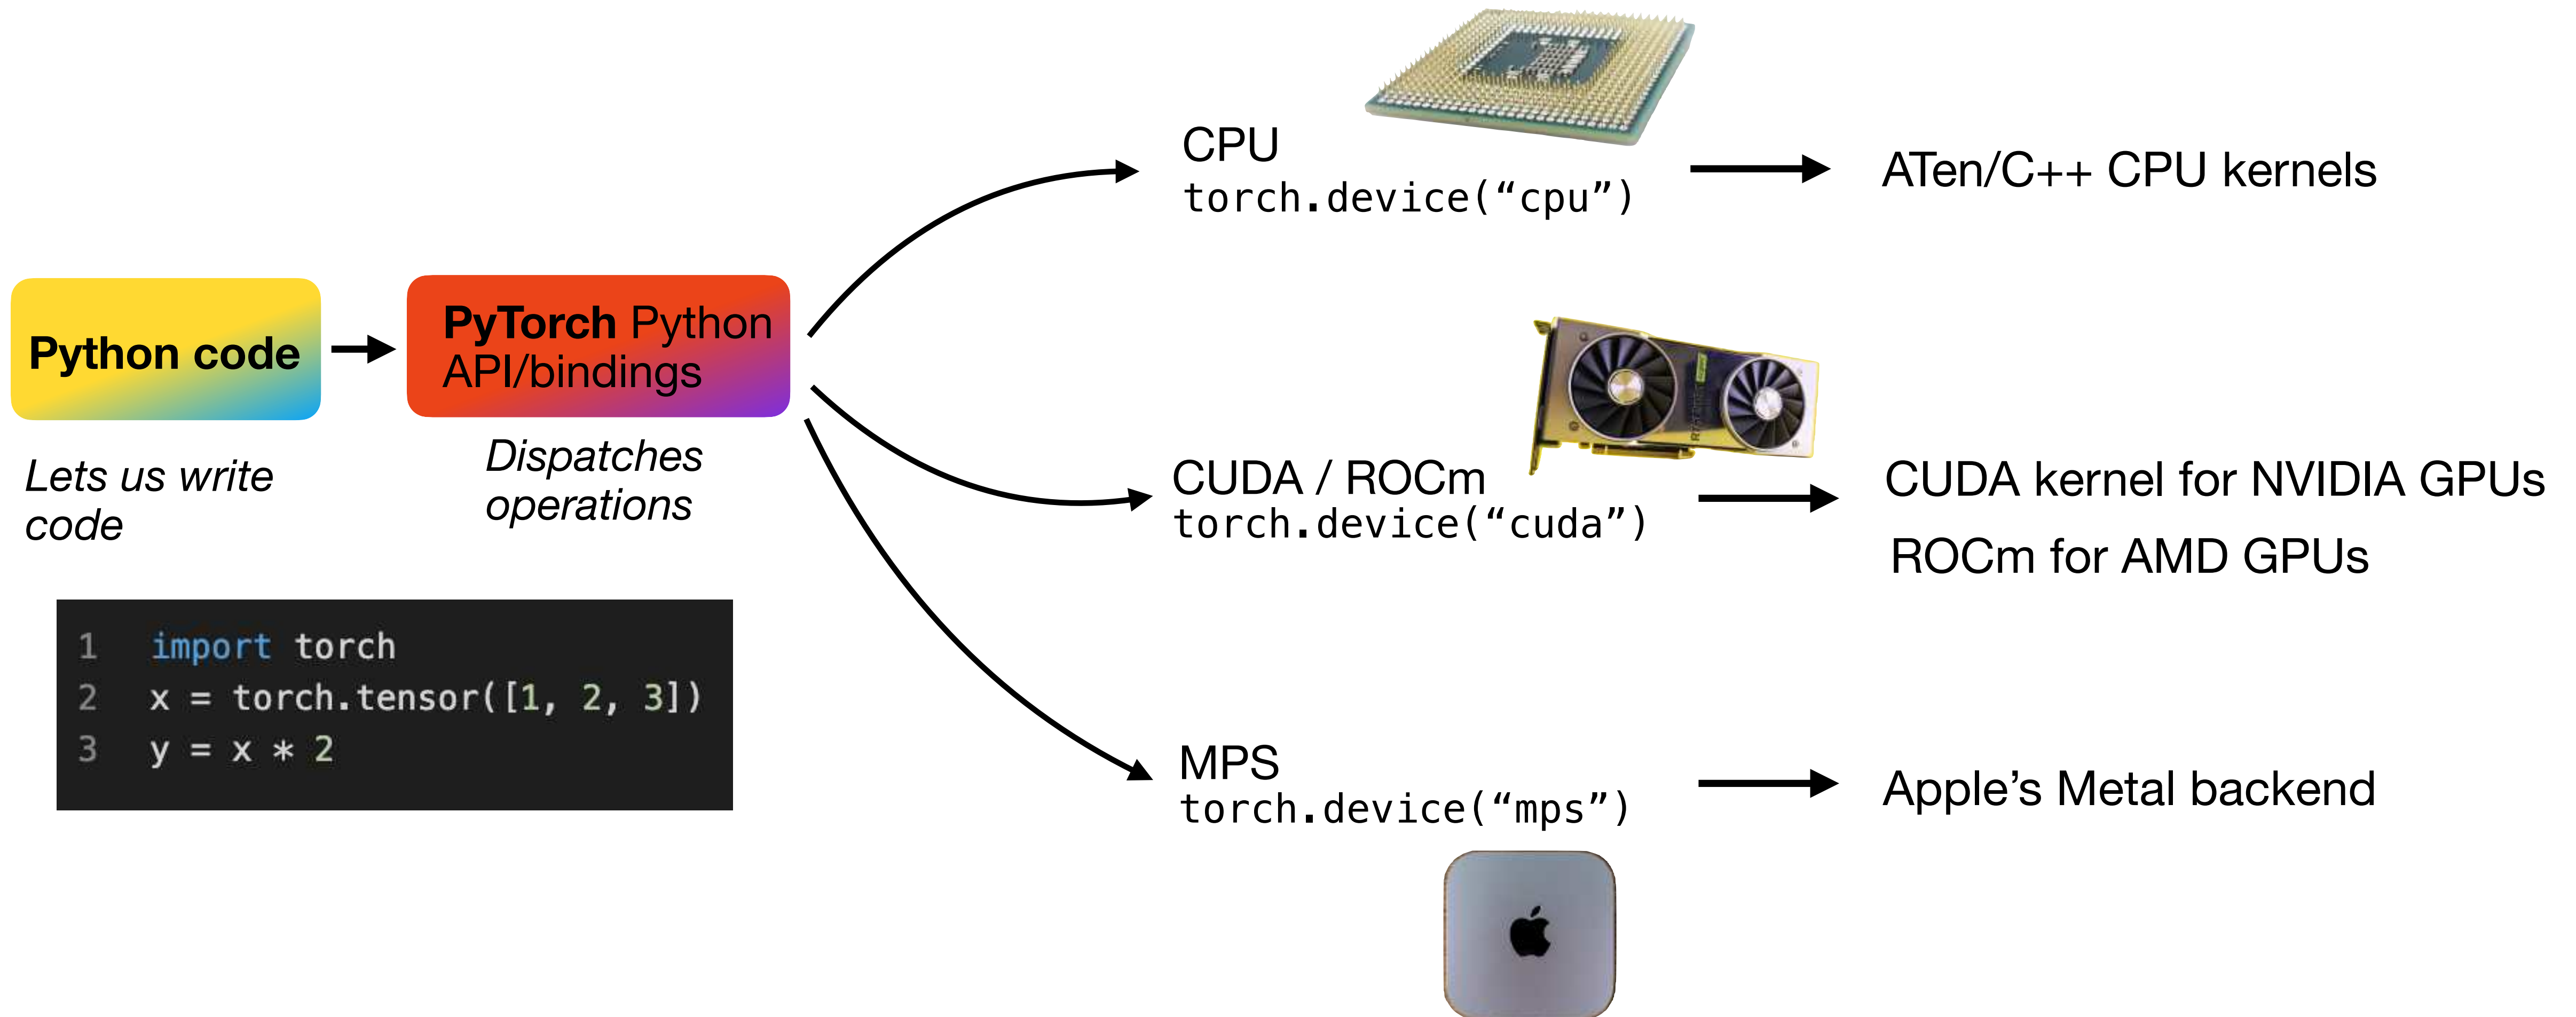 Python code
Lets us write
code
PyTorch Python
API/bindings
Dispatches
operations
1 import torch
2 x = torch.tensor([1, 2, 3])
3 y = x * 2
CPU
torch.device(“cpu”)
ATen/C++ CPU kernels
CUDA / ROCm
torch.device(“cuda”)
CUDA kernel for NVIDIA GPUs
ROCm for AMD GPUs
MPS
torch.device(“mps”)
Apple’s Metal backend